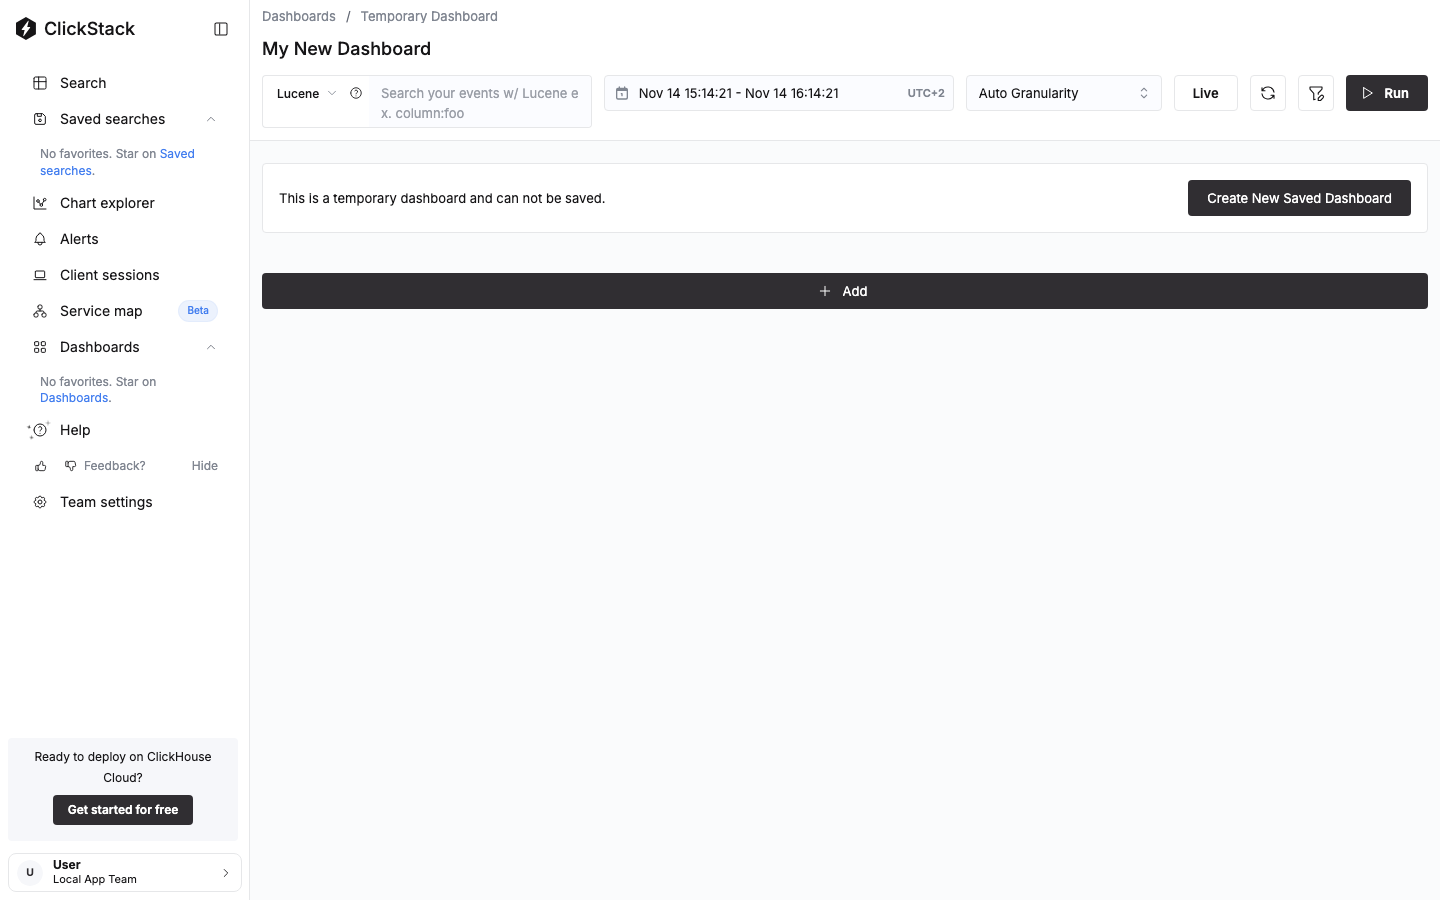 ClickStack
Search
Saved searches
No favorites. Star on Saved
searches.
Chart explorer
Alerts
Client sessions
Service map Beta
Dashboards
No favorites. Star on
Dashboards.
Help
Feedback? Hide
Team settings
Ready to deploy on ClickHouse
Cloud?
Get started for free
U
User
Local App Team
Dashboards / Temporary Dashboard
My New Dashboard
Lucene Search your events w/ Lucene e
x. column:foo
Nov 14 15:14:21 - Nov 14 16:14:21 UTC+2
Auto Granularity
Live
Run
This is a temporary dashboard and can not be saved.
Create New Saved Dashboard
Add